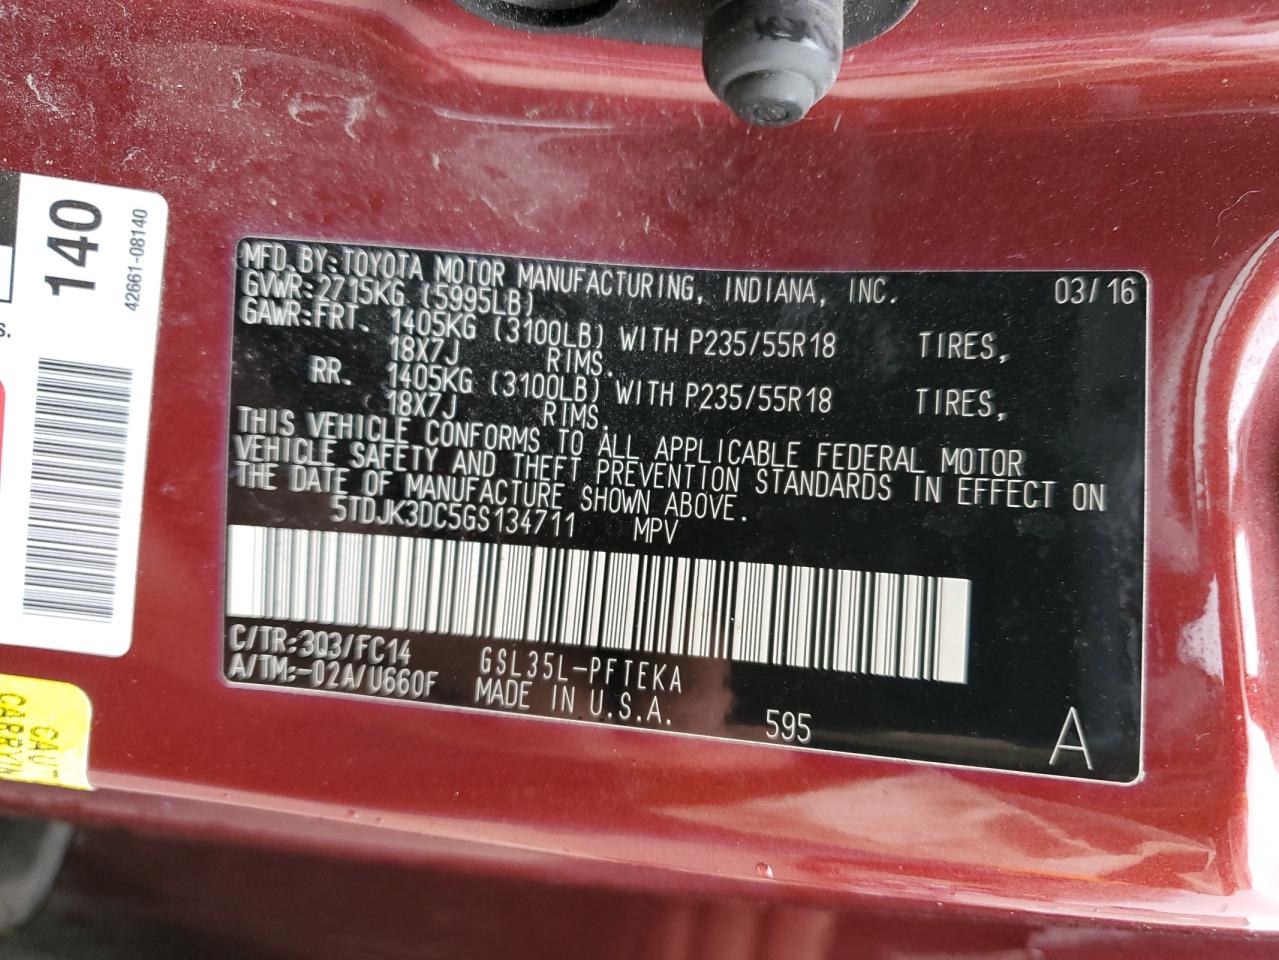 MFD.BY:TOYOTA MOTOR MANUFACTURING, INDIANA, INC. 03/16
GVWR:2715KG (5995LB)
GAWR:FRT. 1405KG (3100LB) WITH P235/55R18 TIRES,
18X7J RIMS.
RR. 1405KG (3100LB) WITH P235/55R18 TIRES,
18X7J RIMS.
THIS VEHICLE CONFORMS TO ALL APPLICABLE FEDERAL MOTOR
VEHICLE SAFETY AND THEFT PREVENTION STANDARDS IN EFFECT ON
THE DATE OF MANUFACTURE SHOWN ABOVE.
5TDJK3DC5GS134711 MPV
C/TR:3Q3/FC14 GSL35L-PFTEKA
A/TM:-02A/U660F MADE IN U.S.A.
595
A
140
42661-08140
s.
CAUT
CARRYIN